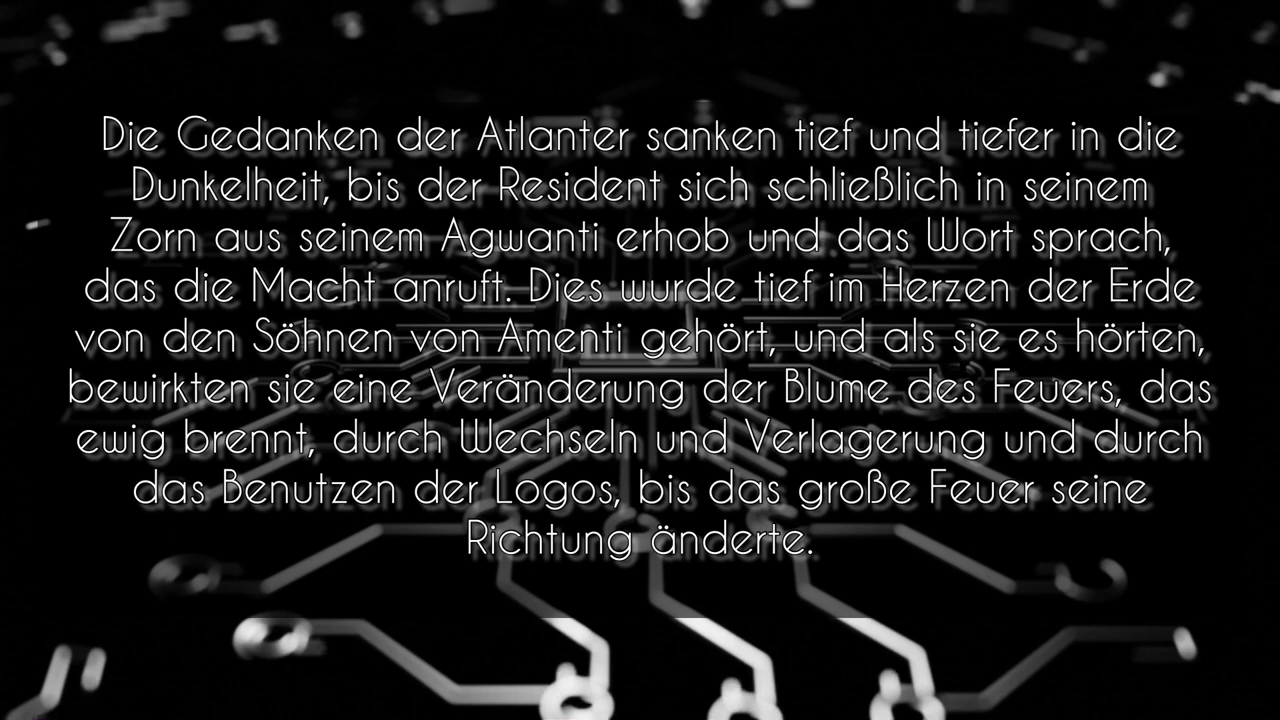 Die Gedanken der Atlanter sanken tief und tiefer in die
Dunkelheit, bis der Resident sich schließlich in seinem
Zorn aus seinem Agwanti erhob und das Wort sprach,
das die Macht anruft. Dies wurde tief im Herzen der Erde
von den Söhnen von Amenti gehört, und als sie es hörten,
bewirkten sie eine Veränderung der Blume des Feuers, das
ewig brennt, durch Wechseln und Verlagerung und durch
das Benutzen der Logos, bis das große Feuer seine
Richtung änderte.